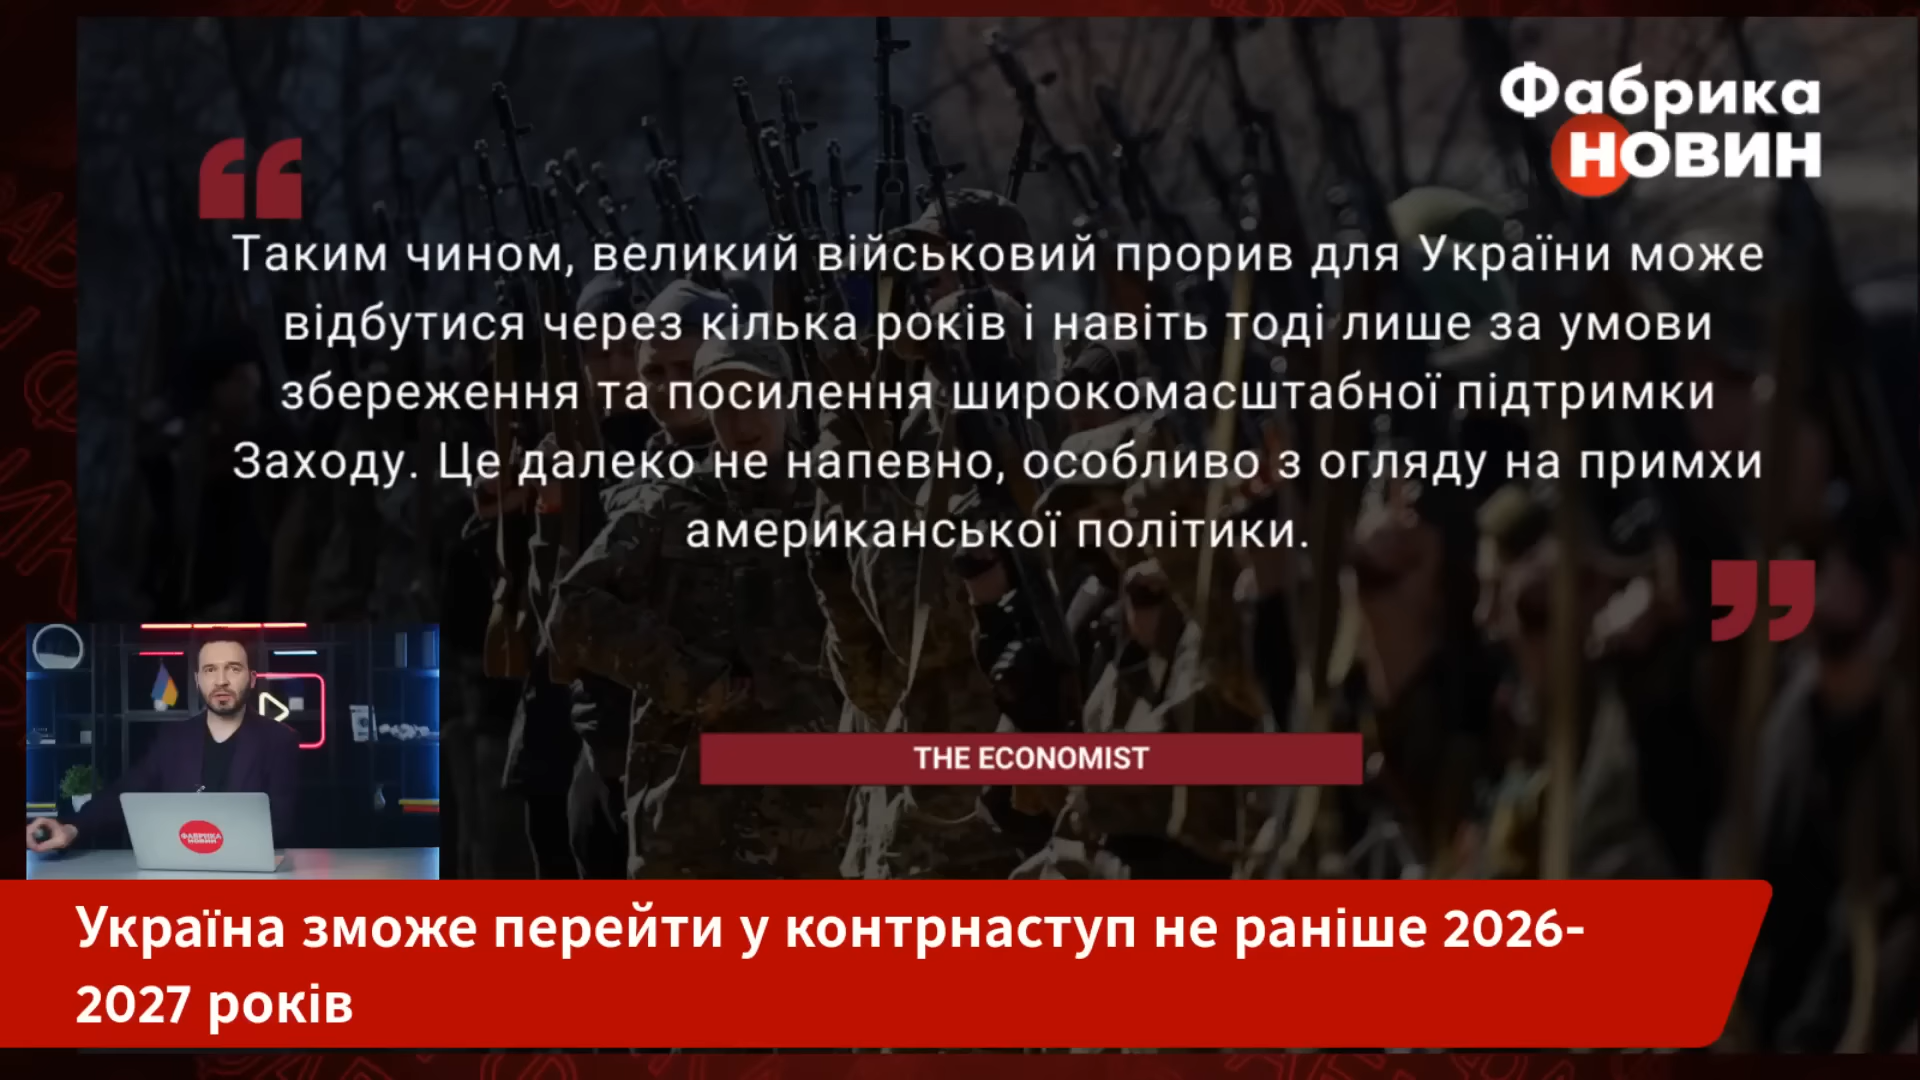 Фабрика
НОВИН
Таким чином, великий військовий прорив для України може
відбутися через кілька років і навіть тоді лише за умови
збереження та посилення широкомасштабної підтримки
Заходу. Це далеко не напевно, особливо з огляду на примхи
американської політики.
THE ECONOMIST
ФАБРИКА
НОВИН
Україна зможе перейти у контрнаступ не раніше 2026-
2027 років